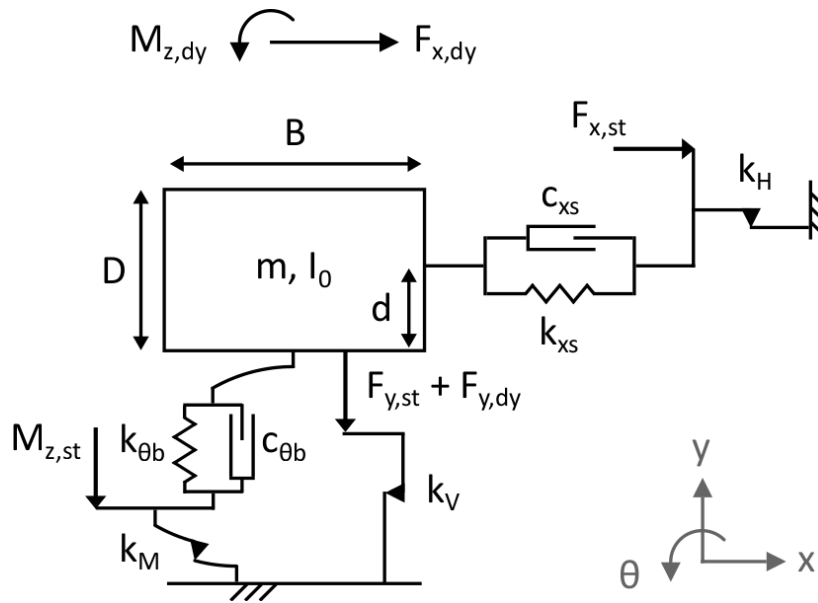 M_z,dy F_x,dy
B
F_x,st
k_H
c_xs
D
m, I_0
d
k_xs
F_y,st + F_y,dy
M_z,st
k_θb
c_θb
k_V
k_M
y
x
θ